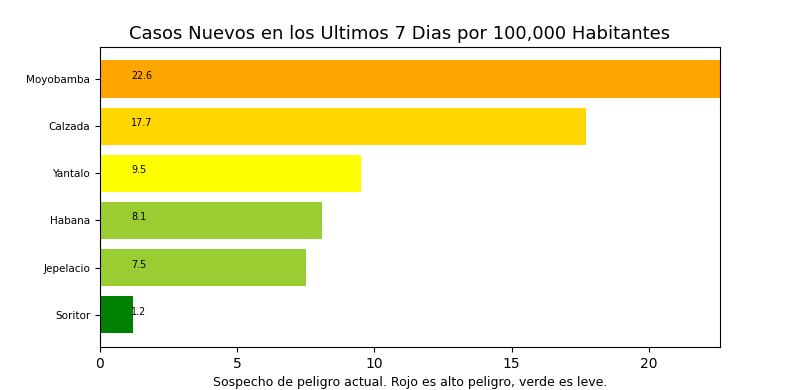 Casos Nuevos en los Ultimos 7 Dias por 100,000 Habitantes
Moyobamba 22.6
Calzada 17.7
Yantalo 9.5
Habana 8.1
Jepelacio 7.5
Soritor 1.2
0 5 10 15 20
Sospecho de peligro actual. Rojo es alto peligro, verde es leve.